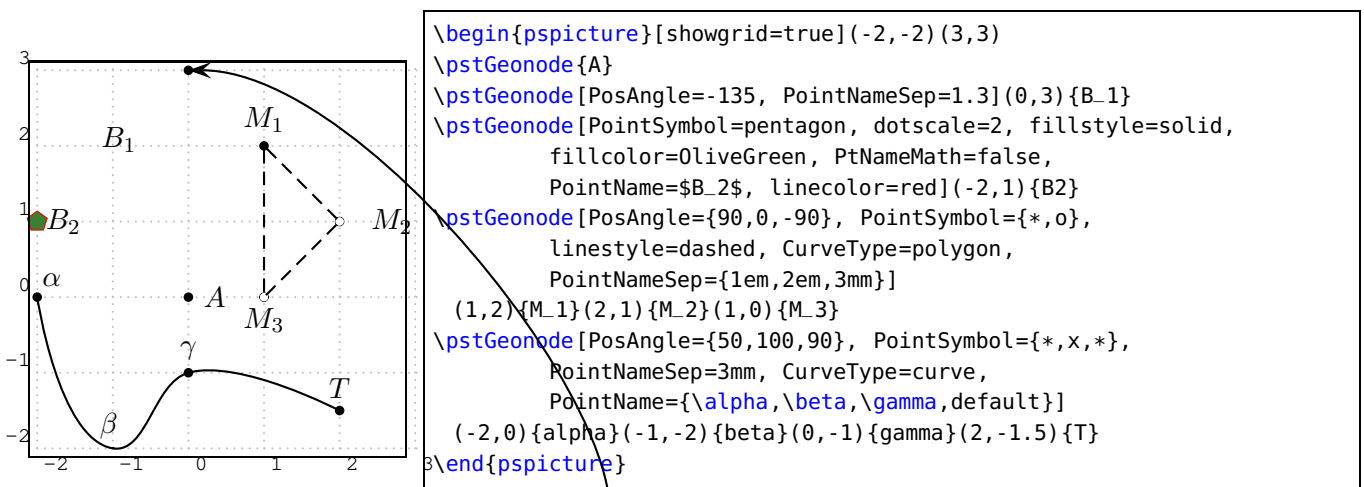 3
2
1
0
−1
−2
−2
−1
0
1
2
3
B₁
M₁
B₂
M₂
α
A
M₃
γ
T
β
\begin{pspicture}[showgrid=true](-2,-2)(3,3)
\pstGeonode{A}
\pstGeonode[PosAngle=-135, PointNameSep=1.3](0,3){B_1}
\pstGeonode[PointSymbol=pentagon, dotscale=2, fillstyle=solid,
fillcolor=OliveGreen, PtNameMath=false,
PointName=$B_2$, linecolor=red](-2,1){B2}
\pstGeonode[PosAngle={90,0,-90}, PointSymbol={*,o},
linestyle=dashed, CurveType=polygon,
PointNameSep={1em,2em,3mm}]
(1,2){M_1}(2,1){M_2}(1,0){M_3}
\pstGeonode[PosAngle={50,100,90}, PointSymbol={*,x,*},
PointNameSep=3mm, CurveType=curve,
PointName={\alpha,\beta,\gamma,default}]
(-2,0){alpha}(-1,-2){beta}(0,-1){gamma}(2,-1.5){T}
\end{pspicture}